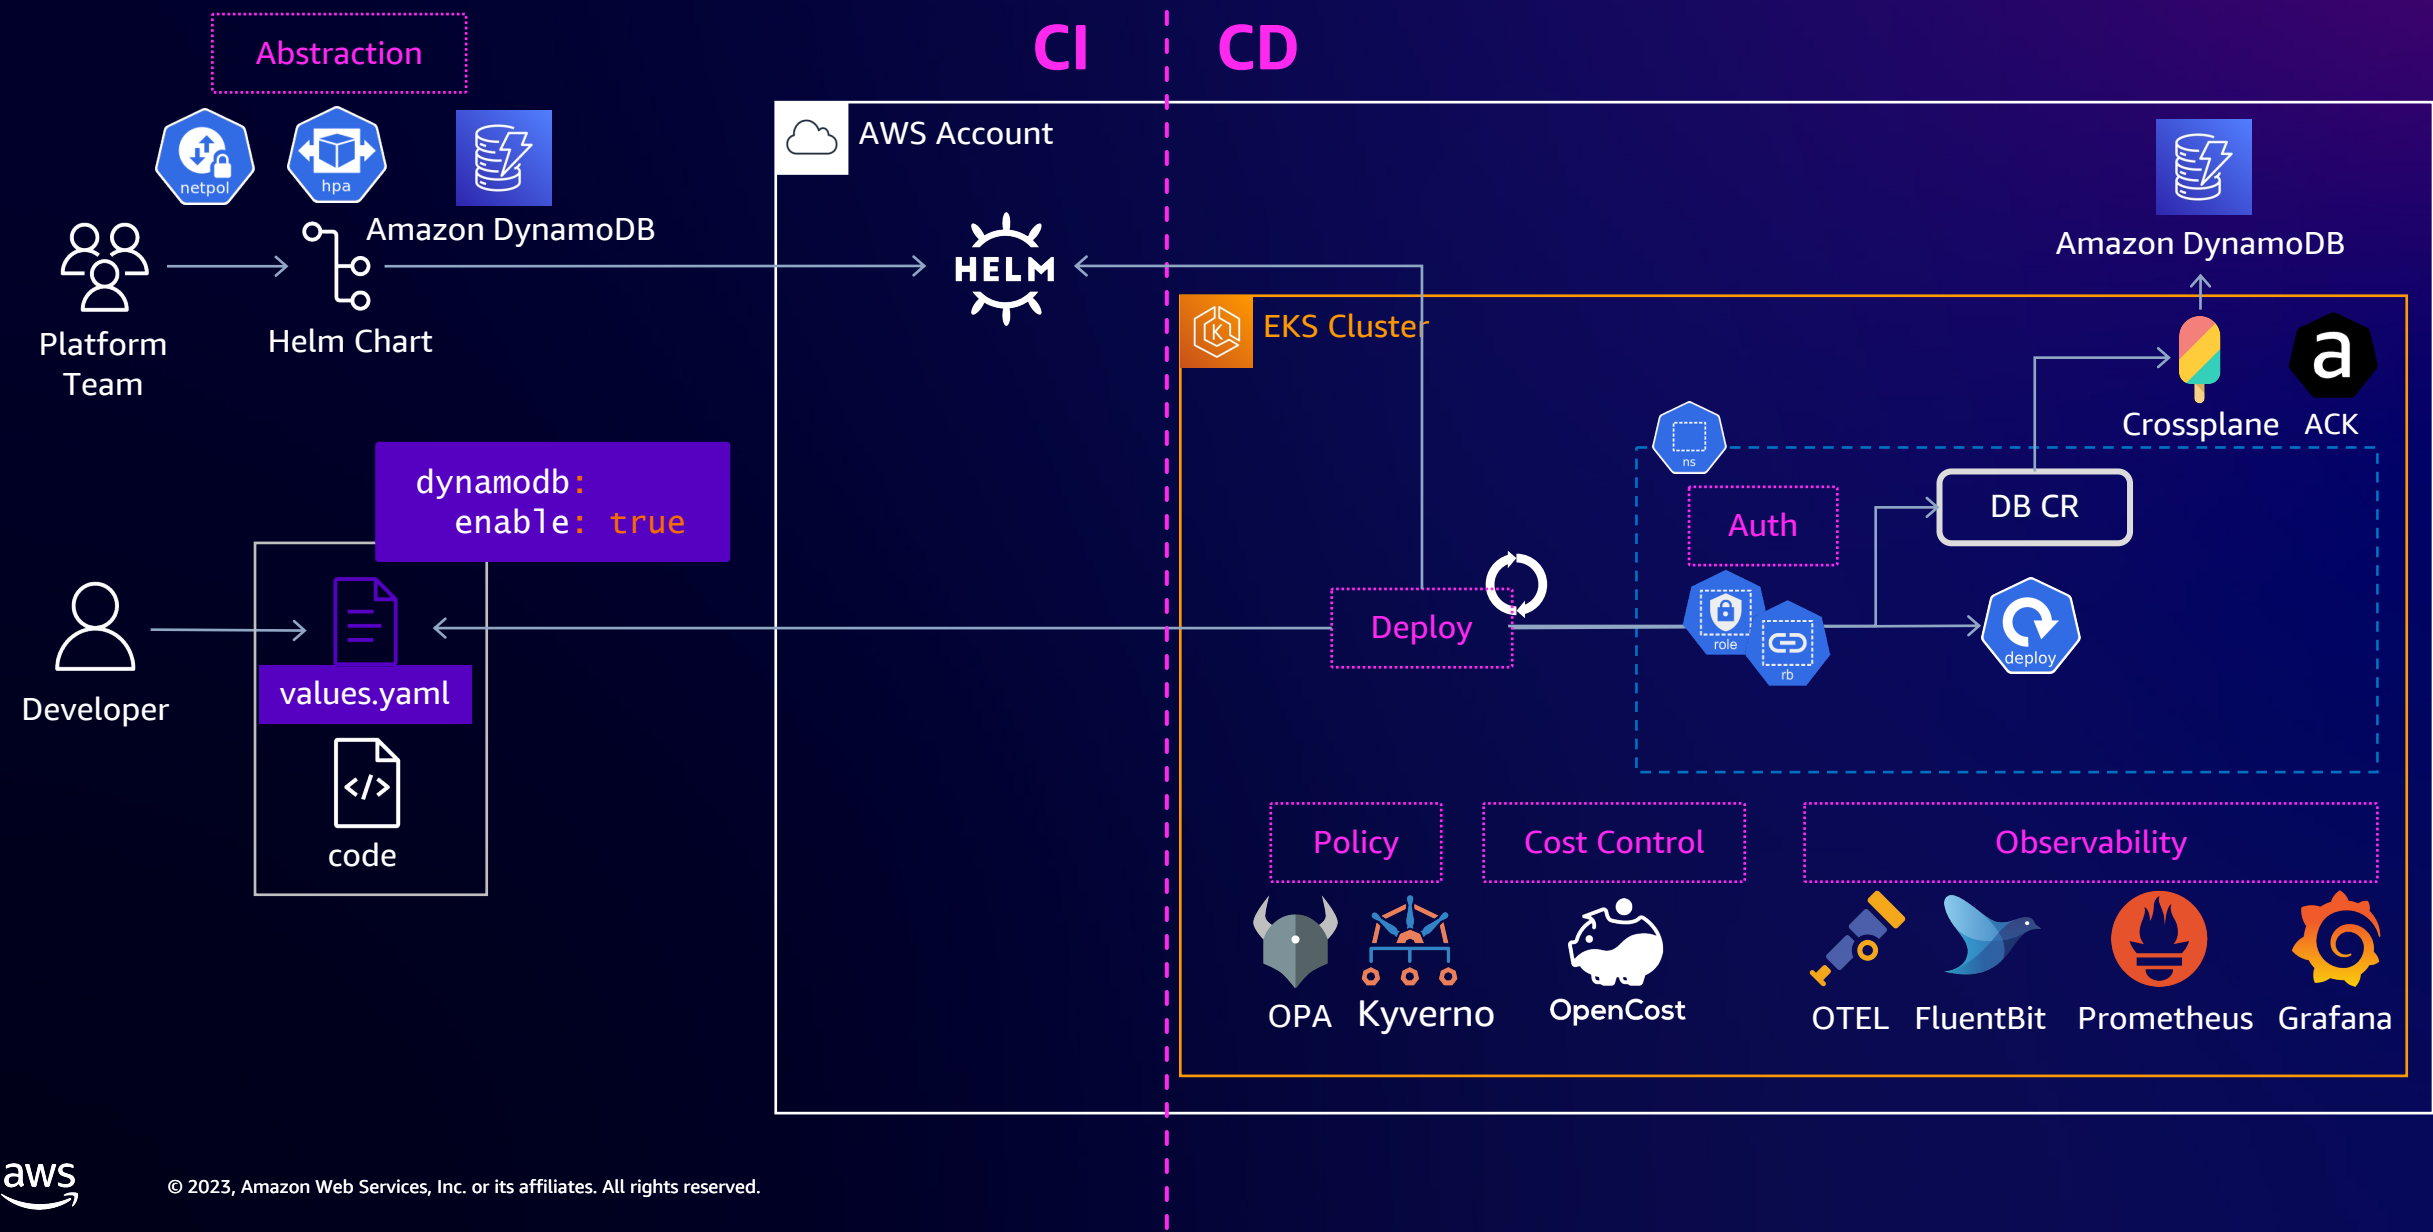 Abstraction
CI
CD
netpol
hpa
AWS Account
Amazon DynamoDB
HELM
Amazon DynamoDB
Platform
Team
Helm Chart
EKS Cluster
a
Crossplane
ACK
K
ns
dynamodb:
enable: true
Auth
DB CR
Developer
values.yaml
Deploy
role
rb
deploy
</>
code
Policy
Cost Control
Observability
OPA
Kyverno
OpenCost
OTEL
FluentBit
Prometheus
Grafana
aws
© 2023, Amazon Web Services, Inc. or its affiliates. All rights reserved.